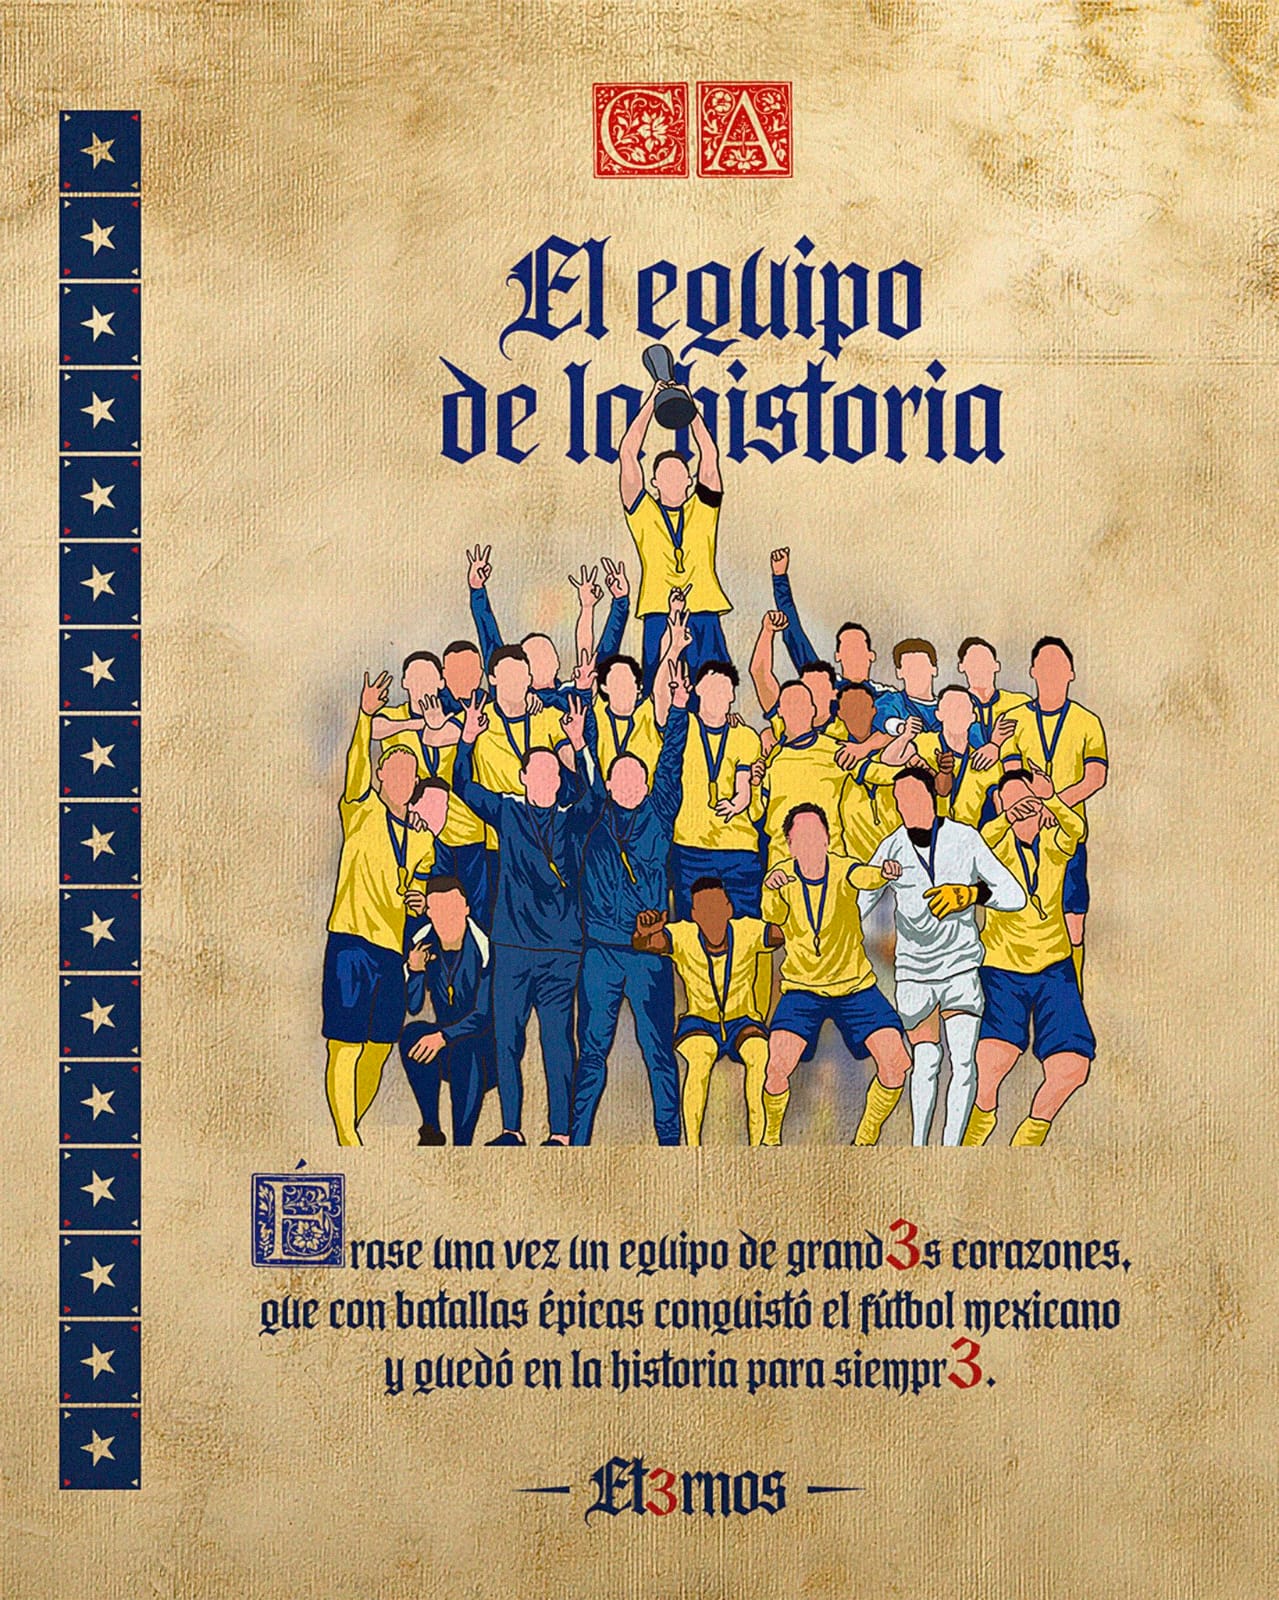 CA
El equipo
de la historia
Érase una vez un equipo de grand3s corazones,
que con batallas épicas conquistó el fútbol mexicano
y quedó en la historia para siempr3.
— Et3rnos —